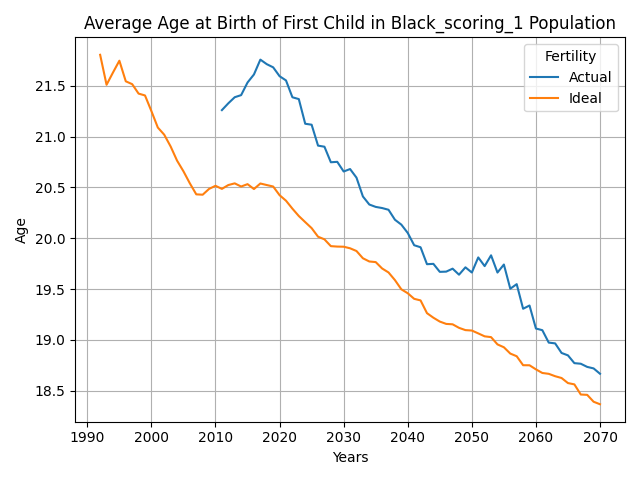 Average Age at Birth of First Child in Black_scoring_1 Population
Fertility
Actual
Ideal
Age
21.5
21.0
20.5
20.0
19.5
19.0
18.5
1990 2000 2010 2020 2030 2040 2050 2060 2070
Years